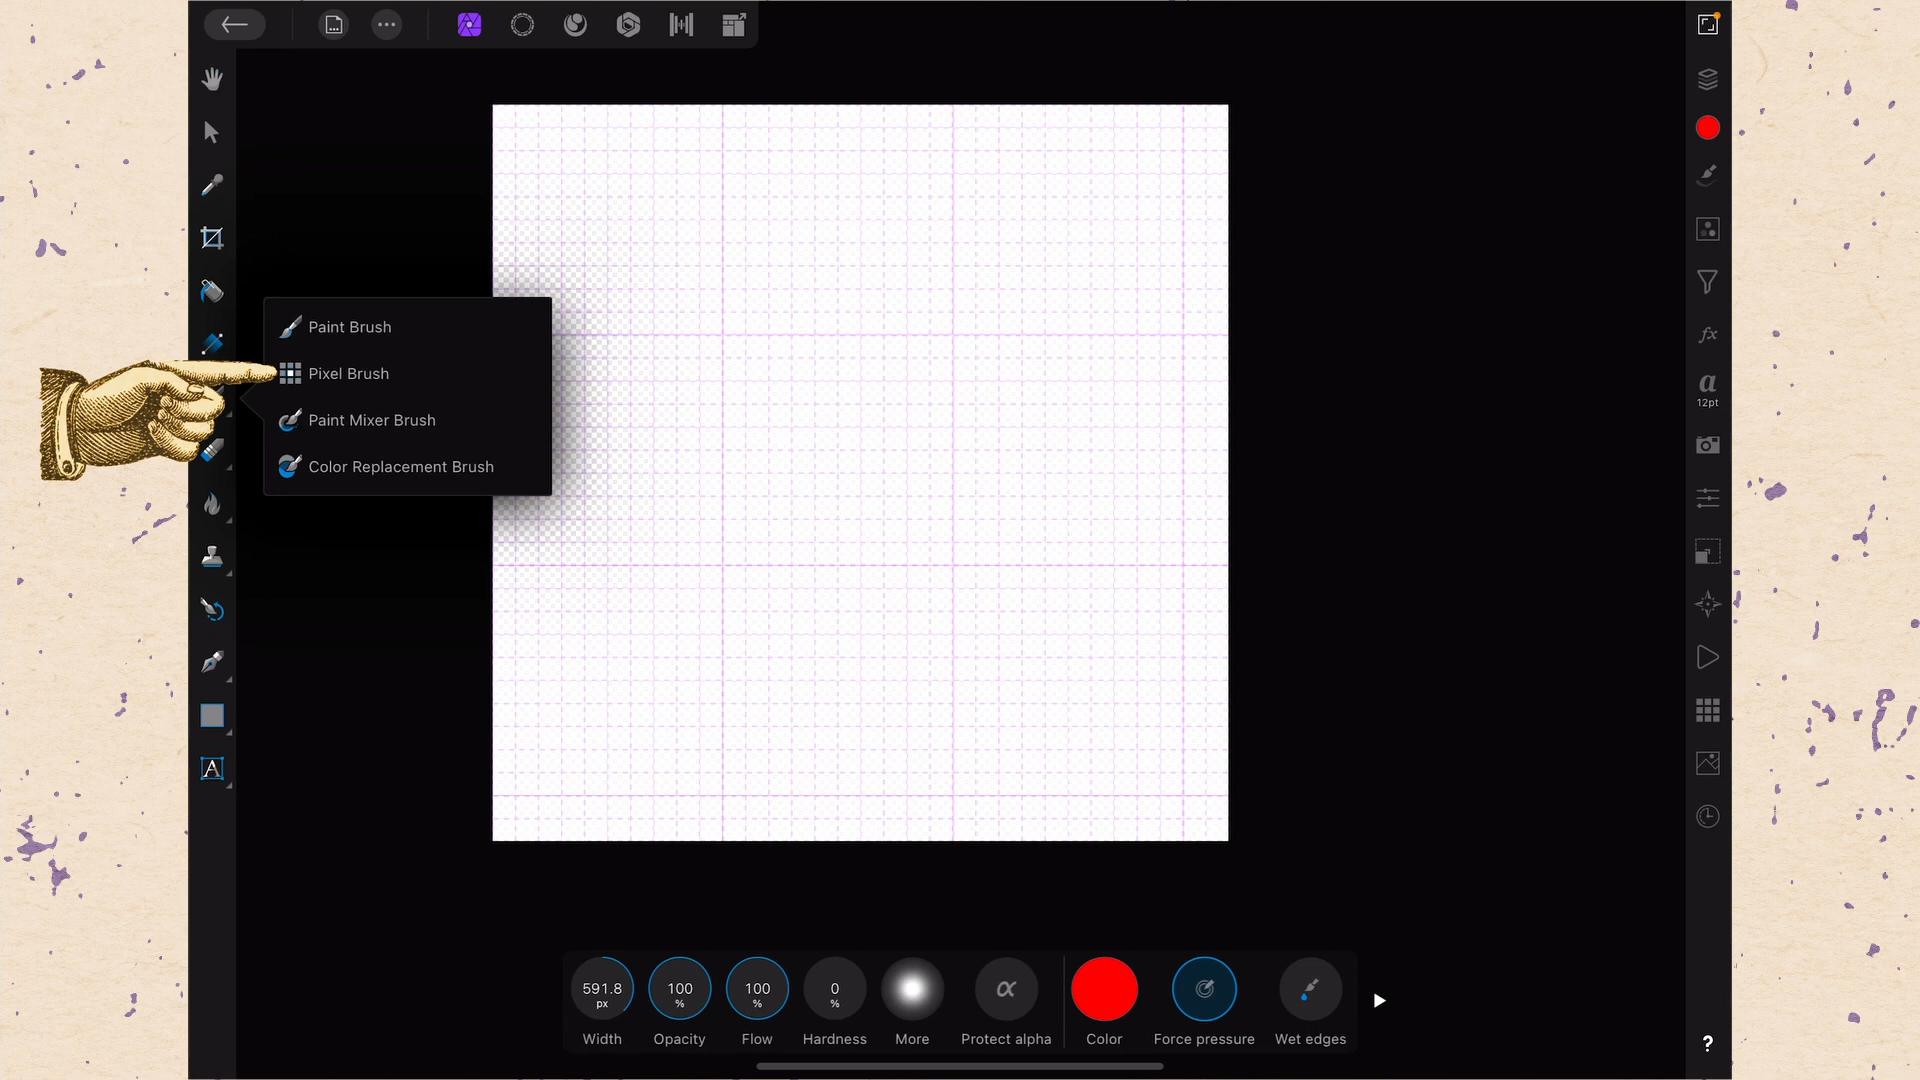 Paint Brush
Pixel Brush
Paint Mixer Brush
Color Replacement Brush
A
a
12pt
fx
591.8
px
Width
100
%
Opacity
100
%
Flow
0
%
Hardness
More
α
Protect alpha
Color
Force pressure
Wet edges
?